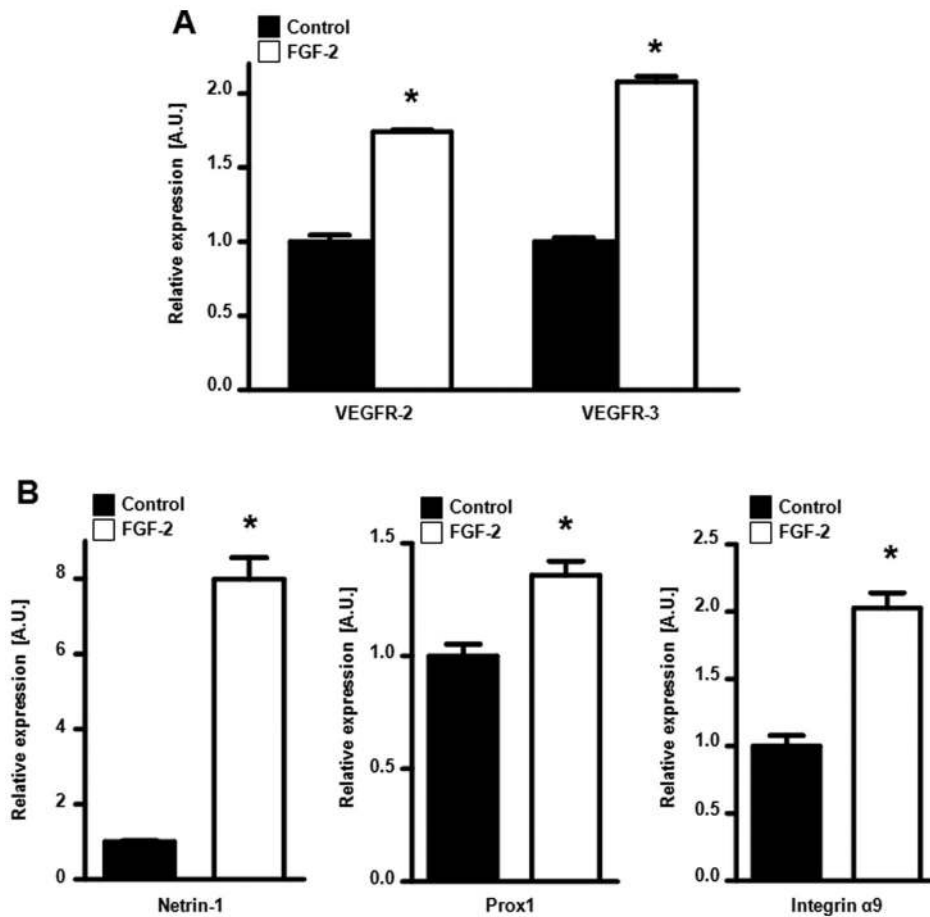 A
Control
FGF-2
*
*
Relative expression [A.U.]
2.0
1.5
1.0
0.5
0.0
VEGFR-2
VEGFR-3
B
Control
FGF-2
*
Relative expression [A.U.]
8
6
4
2
0
Netrin-1
Control
FGF-2
*
Relative expression [A.U.]
1.5
1.0
0.5
0.0
Prox1
Control
FGF-2
*
Relative expression [A.U.]
2.5
2.0
1.5
1.0
0.5
0.0
Integrin α9